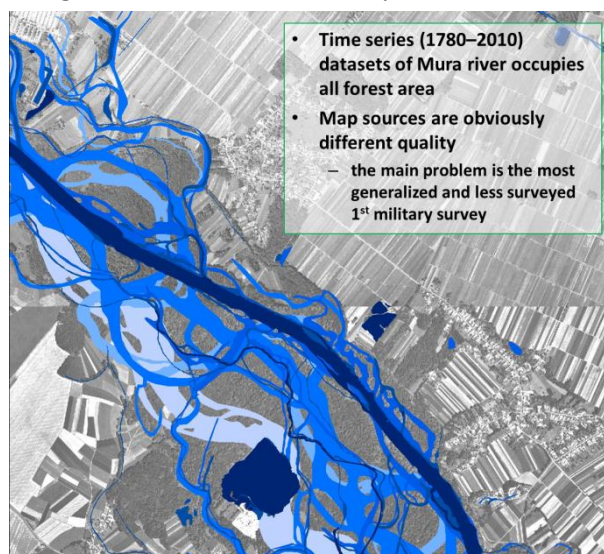 • Time series (1780–2010)
datasets of Mura river occupies
all forest area
• Map sources are obviously
different quality
– the main problem is the most
generalized and less surveyed
1st military survey